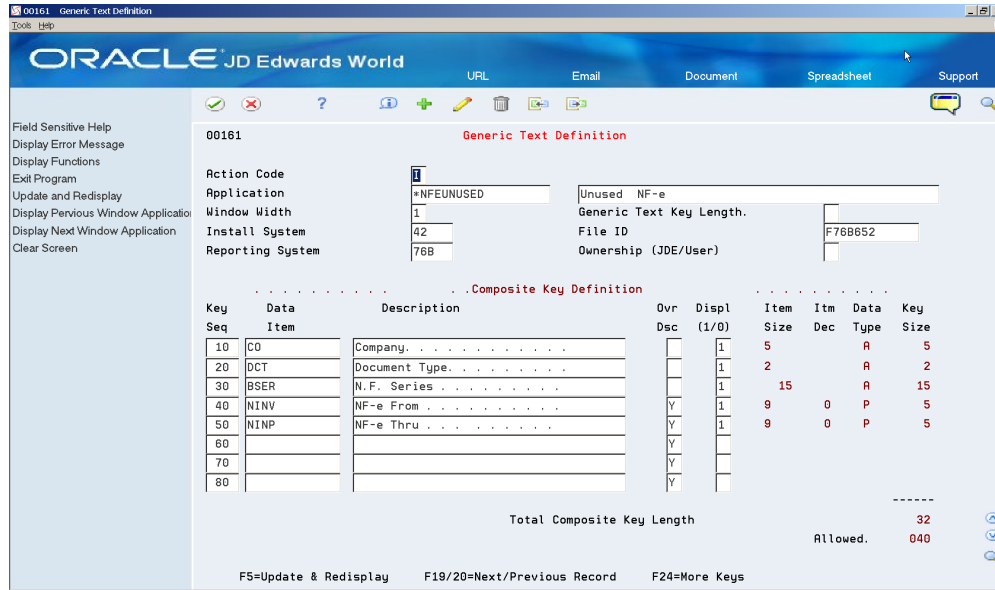 00161 Generic Text Definition
Tools Help
ORACLE JD Edwards World
URL Email Document Spreadsheet Support
Field Sensitive Help
Display Error Message
Display Functions
Exit Program
Update and Redisplay
Display Pervious Window Application
Display Next Window Application
Clear Screen
00161 Generic Text Definition
Action Code I
Application *NFEUNUSED Unused NF-e
Window Width 1 Generic Text Key Length.
Install System 42 File ID F76B652
Reporting System 76B Ownership (JDE/User)
. . . . . . . . . . . .Composite Key Definition . . . . . . . . . .
Key Data Description Ovr Displ Item Itm Data Key
Seq Item Dsc (1/0) Size Dec Type Size
10 CO Company. . . . . . . . . . . . 1 5 A 5
20 DCT Document Type. . . . . . . . . 1 2 A 2
30 BSER N.F. Series . . . . . . . . . 1 15 A 15
40 NINV NF-e From . . . . . . . . . . Y 1 9 0 P 5
50 NINP NF-e Thru . . . . . . . . . Y 1 9 0 P 5
60 Y
70 Y
80 Y
------
Total Composite Key Length 32
Allowed. 040
F5=Update & Redisplay F19/20=Next/Previous Record F24=More Keys